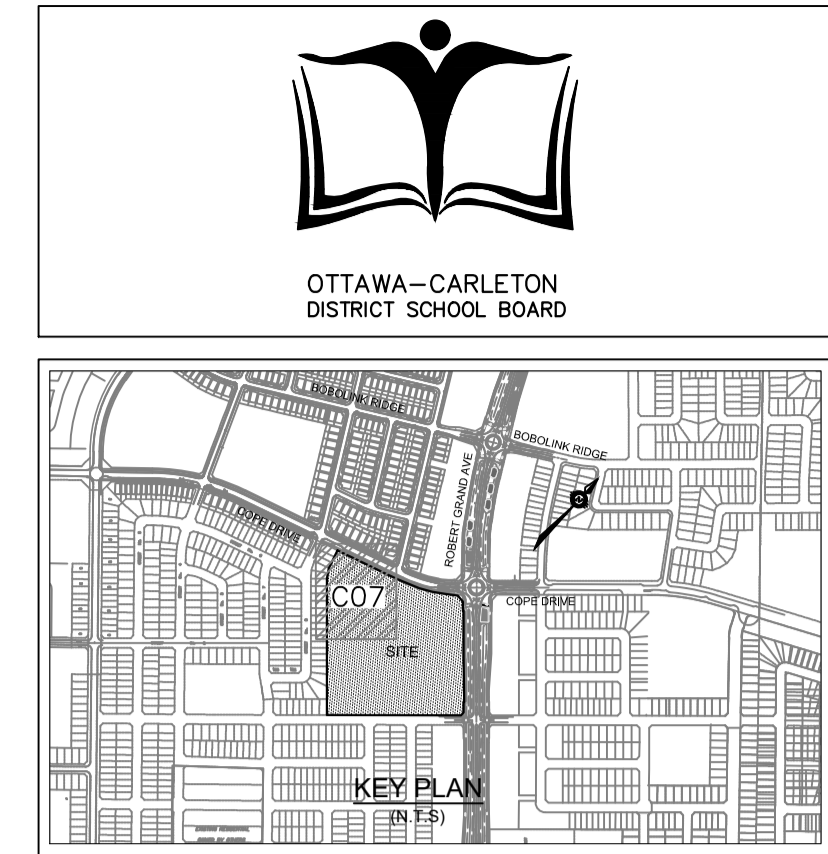 OTTAWA-CARLETON
DISTRICT SCHOOL BOARD
BOBOLINK RIDGE
BOBOLINK RIDGE
ROBERT GRAND AVE
COPE DRIVE
C07
COPE DRIVE
SITE
KEY PLAN
(N.T.S)